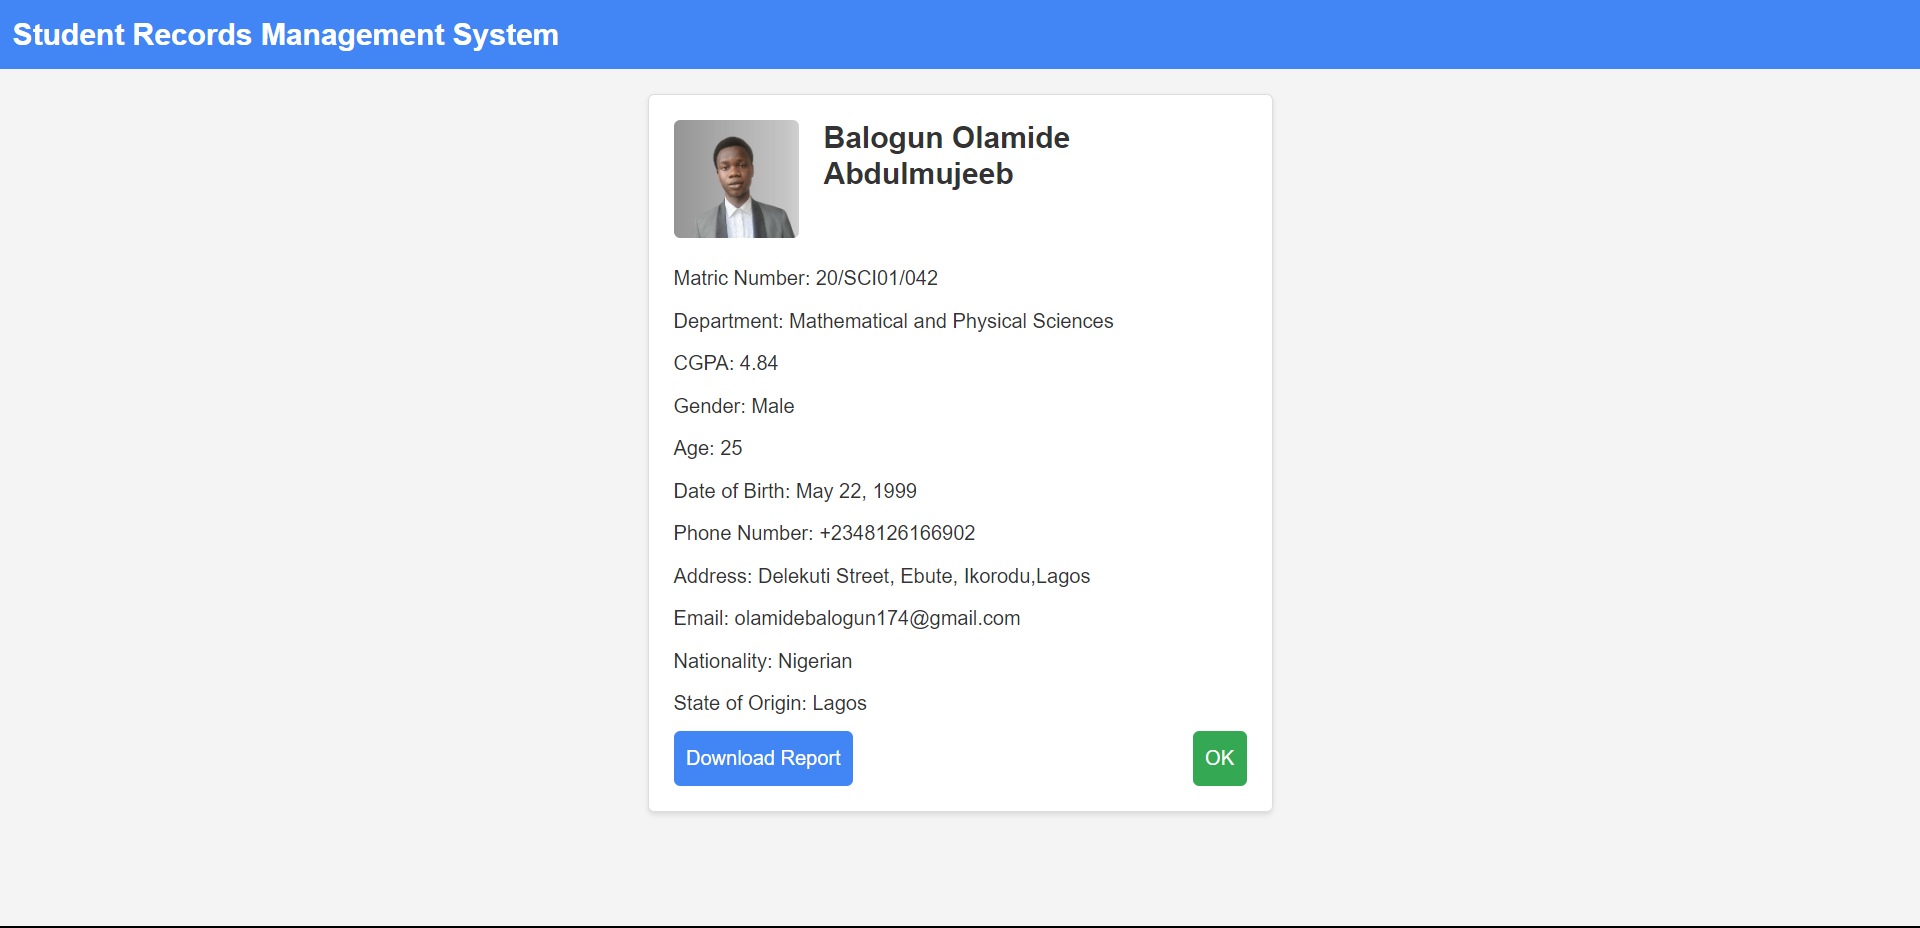 Student Records Management System
Balogun Olamide
Abdulmujeeb
Matric Number: 20/SCI01/042
Department: Mathematical and Physical Sciences
CGPA: 4.84
Gender: Male
Age: 25
Date of Birth: May 22, 1999
Phone Number: +2348126166902
Address: Delekuti Street, Ebute, Ikorodu,Lagos
Email: olamidebalogun174@gmail.com
Nationality: Nigerian
State of Origin: Lagos
Download Report
OK